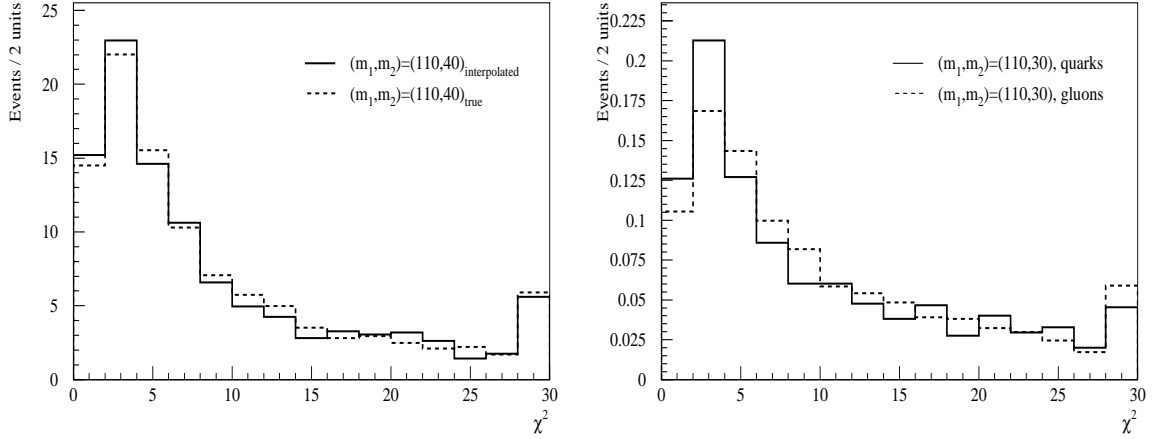 Events / 2 units
25
20
15
10
5
0
(m₁,m₂)=(110,40)interpolated
(m₁,m₂)=(110,40)true
0 5 10 15 20 25 30
χ²
Events / 2 units
0.225
0.2
0.175
0.15
0.125
0.1
0.075
0.05
0.025
0
(m₁,m₂)=(110,30), quarks
(m₁,m₂)=(110,30), gluons
0 5 10 15 20 25 30
χ²